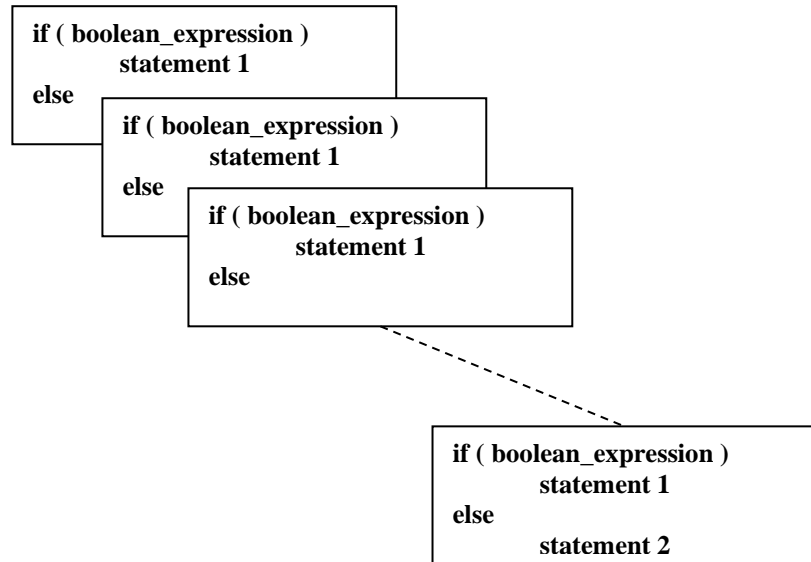 if ( boolean_expression )
statement 1
else
if ( boolean_expression )
statement 1
else
if ( boolean_expression )
statement 1
else
if ( boolean_expression )
statement 1
else
statement 2